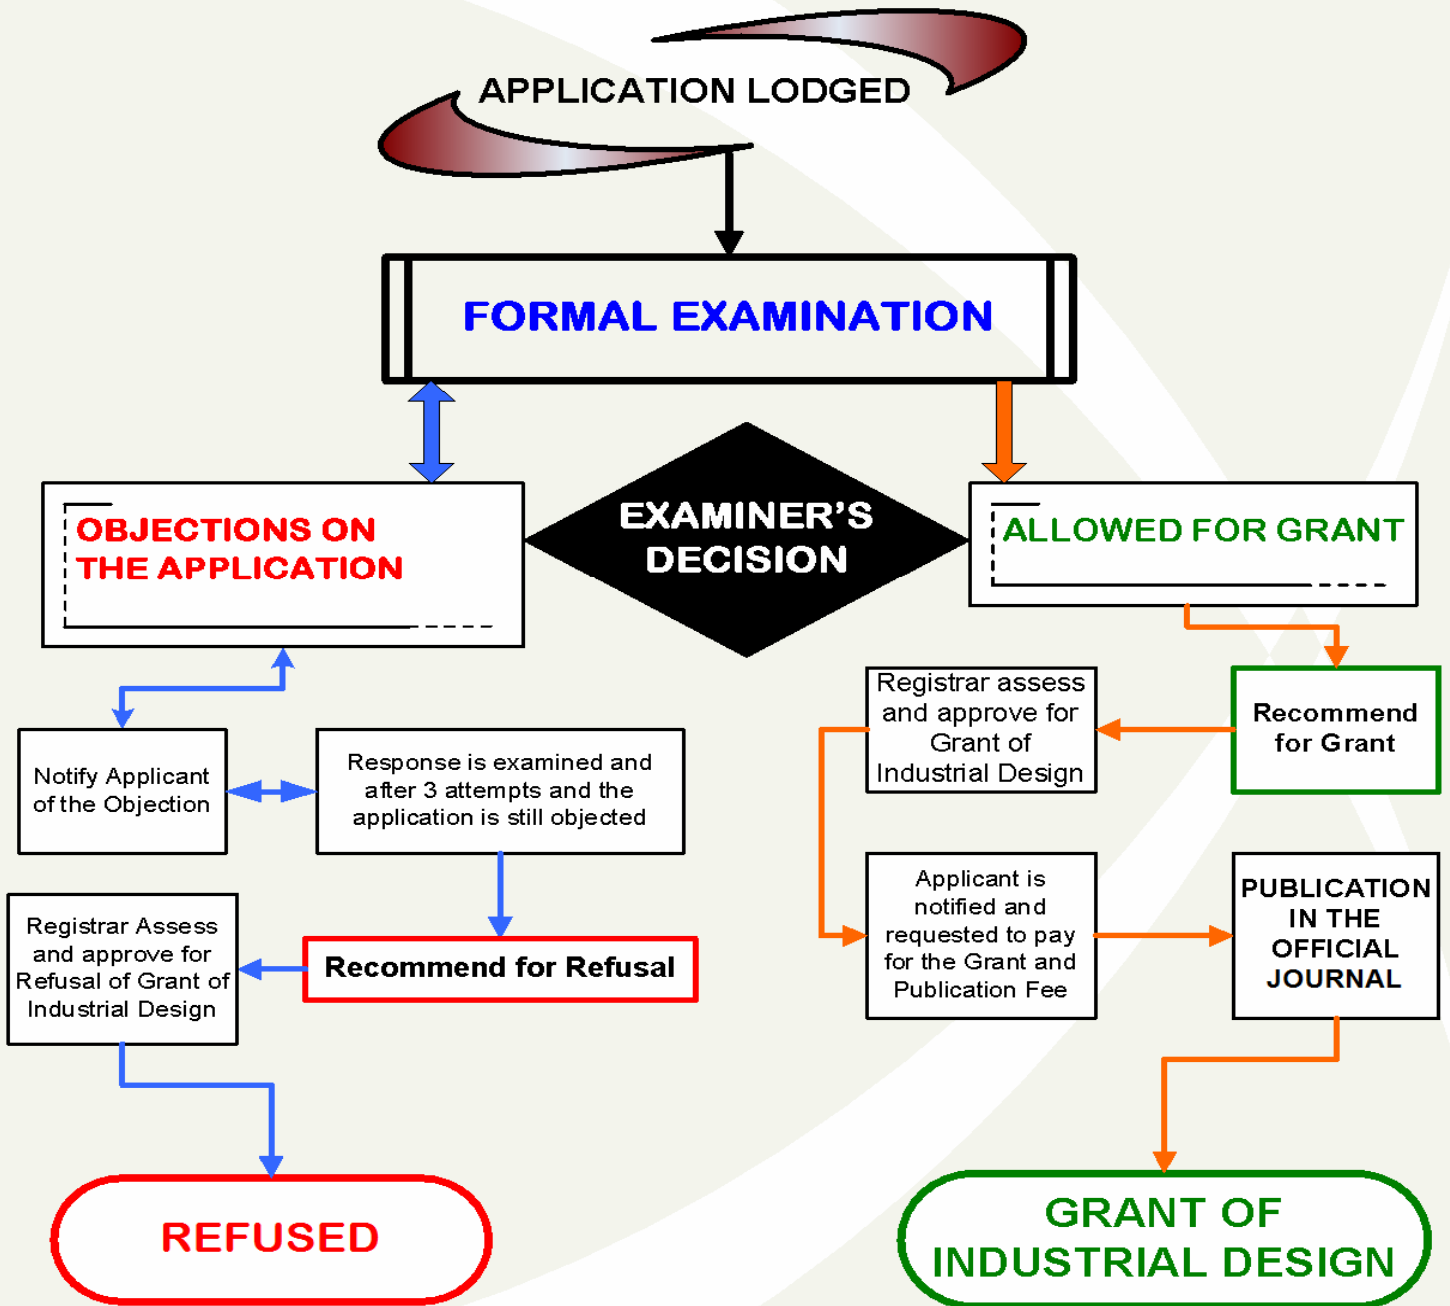 APPLICATION LODGED
FORMAL EXAMINATION
EXAMINER'S
DECISION
OBJECTIONS ON
THE APPLICATION
ALLOWED FOR GRANT
Notify Applicant
of the Objection
Response is examined and
after 3 attempts and the
application is still objected
Registrar assess
and approve for
Grant of
Industrial Design
Recommend
for Grant
Registrar Assess
and approve for
Refusal of Grant of
Industrial Design
Recommend for Refusal
Applicant is
notified and
requested to pay
for the Grant and
Publication Fee
PUBLICATION
IN THE
OFFICIAL
JOURNAL
REFUSED
GRANT OF
INDUSTRIAL DESIGN